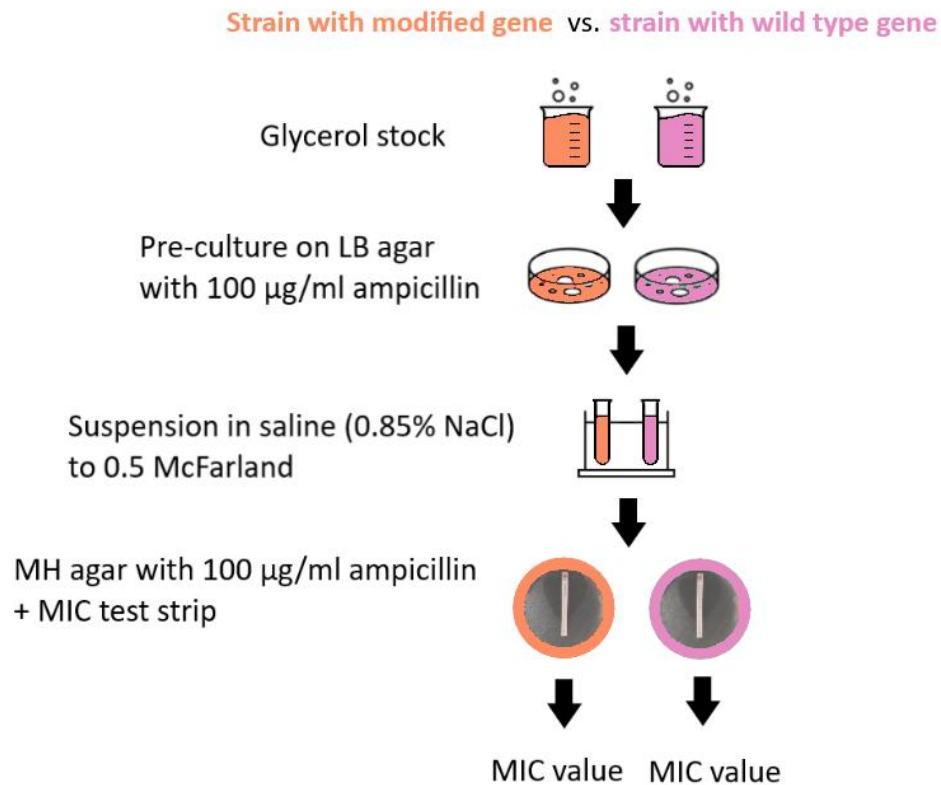 Strain with modified gene vs. strain with wild type gene
Glycerol stock
Pre-culture on LB agar
with 100 µg/ml ampicillin
Suspension in saline (0.85% NaCl)
to 0.5 McFarland
MH agar with 100 µg/ml ampicillin
+ MIC test strip
MIC value MIC value